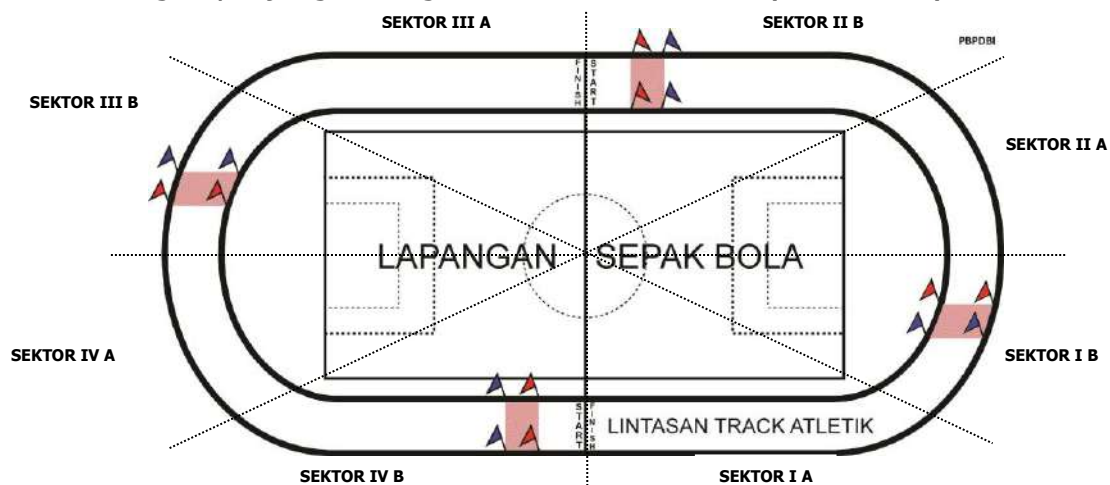 SEKTOR III A
SEKTOR II B
PBPDBI
FINISH
START
SEKTOR III B
SEKTOR II A
LAPANGAN SEPAK BOLA
SEKTOR IV A
SEKTOR I B
START
FINISH
LINTASAN TRACK ATLETIK
SEKTOR IV B
SEKTOR I A